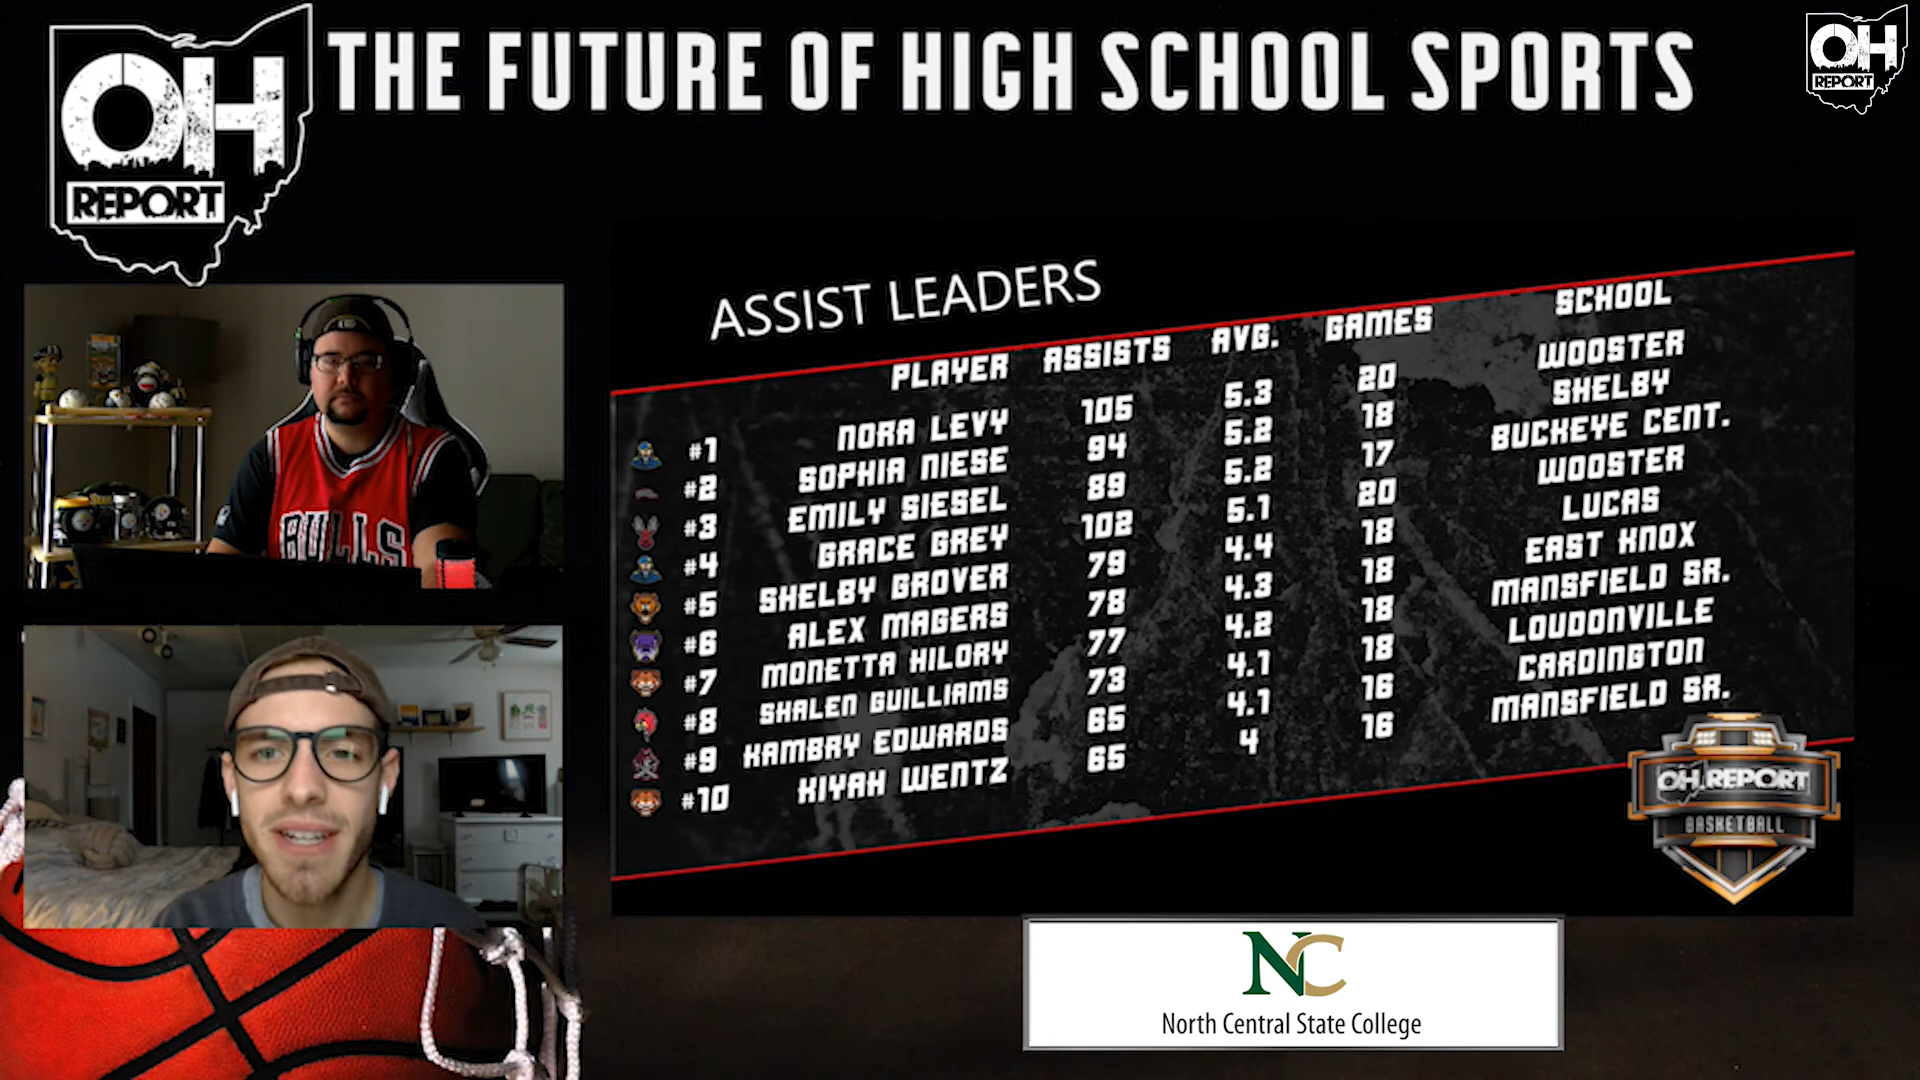 OH
REPORT
THE FUTURE OF HIGH SCHOOL SPORTS
OH
REPORT
BULLS
ASSIST LEADERS
PLAYER ASSISTS AVG. GAMES SCHOOL
#1 NORA LEVY 105 5.3 20 WOOSTER
#2 SOPHIA NIESE 94 5.2 18 SHELBY
#3 EMILY SIESEL 89 5.2 17 BUCKEYE CENT.
#4 GRACE GREY 102 5.1 20 WOOSTER
#5 SHELBY GROVER 79 4.4 18 LUCAS
#6 ALEX MAGERS 78 4.3 18 EAST KNOX
#7 MONETTA HILORY 77 4.2 18 MANSFIELD SR.
#8 SHALEN GUILLIAMS 73 4.1 18 LOUDONVILLE
#9 KAMBRY EDWARDS 65 4.1 16 CARDINGTON
#10 KIYAH WENTZ 65 4 16 MANSFIELD SR.
OH REPORT
BASKETBALL
NC
North Central State College